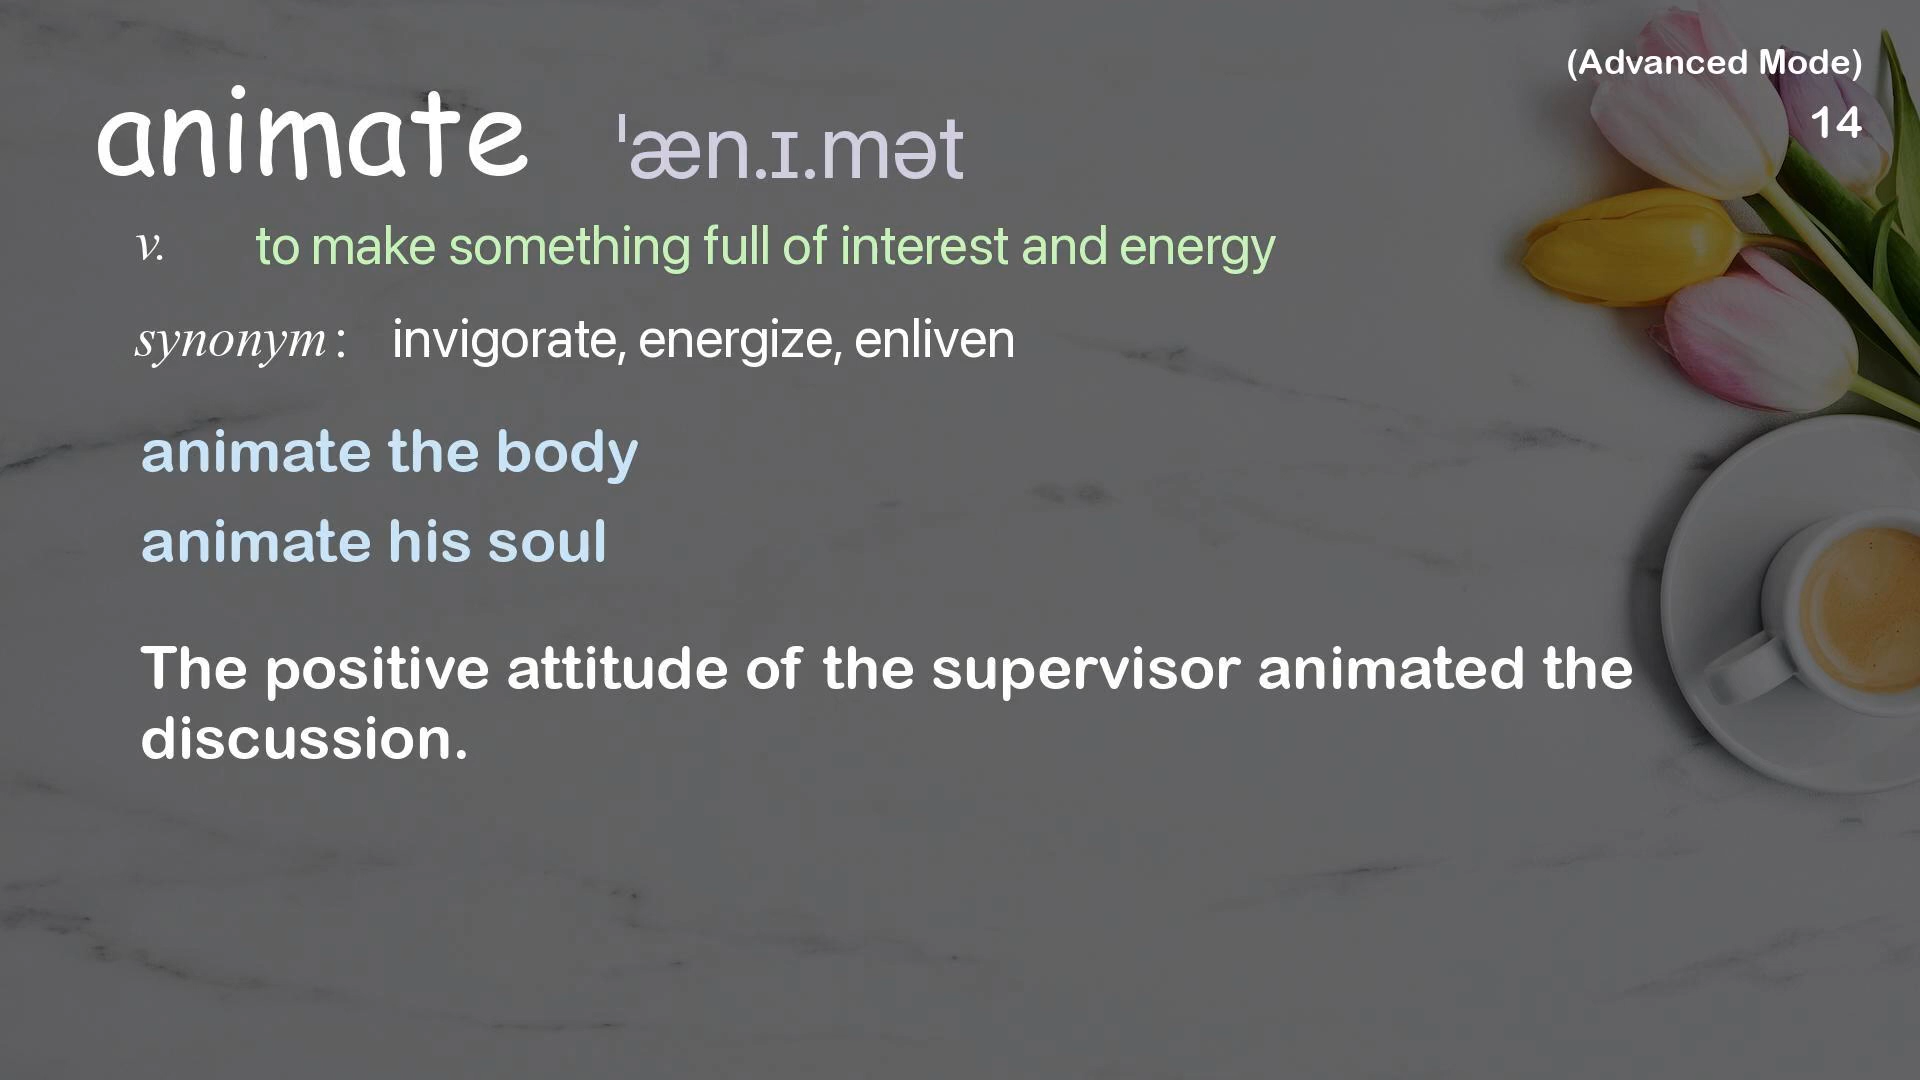 (Advanced Mode)
14
animate ˈæn.ɪ.mət
v. to make something full of interest and energy
synonym : invigorate, energize, enliven
animate the body
animate his soul
The positive attitude of the supervisor animated the
discussion.